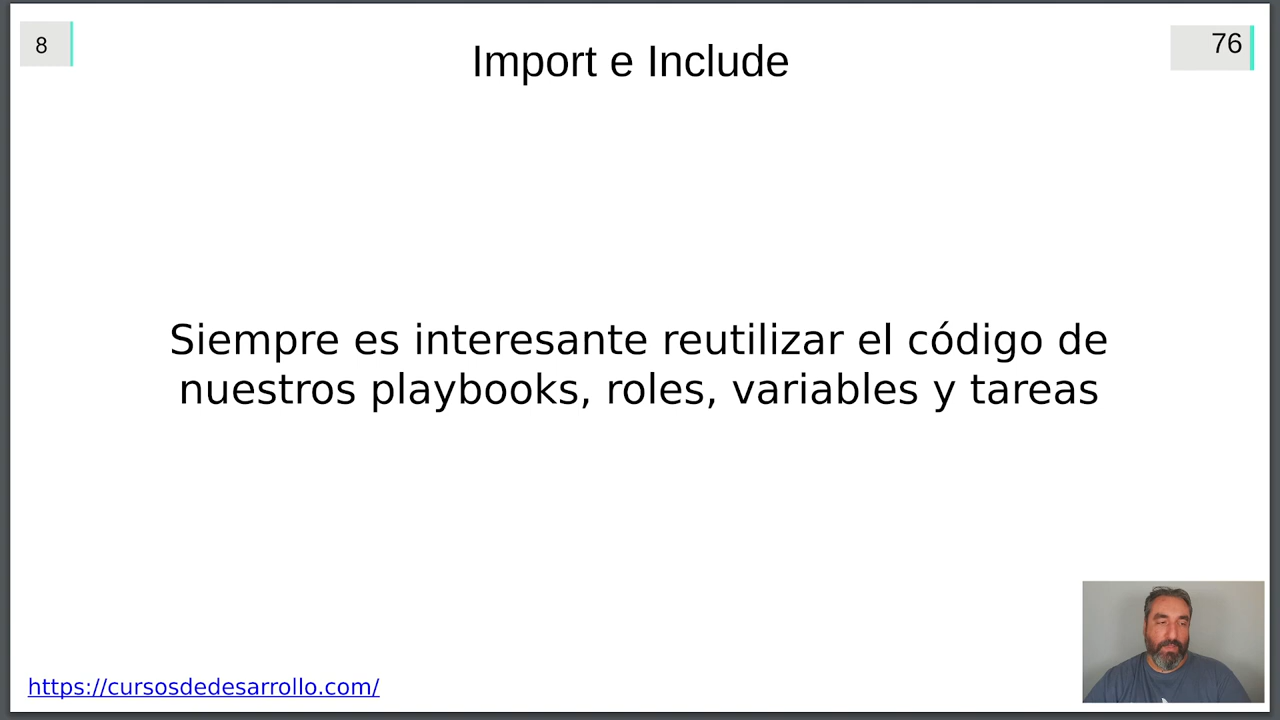 8
76
Import e Include
Siempre es interesante reutilizar el código de
nuestros playbooks, roles, variables y tareas
https://cursosdedesarrollo.com/